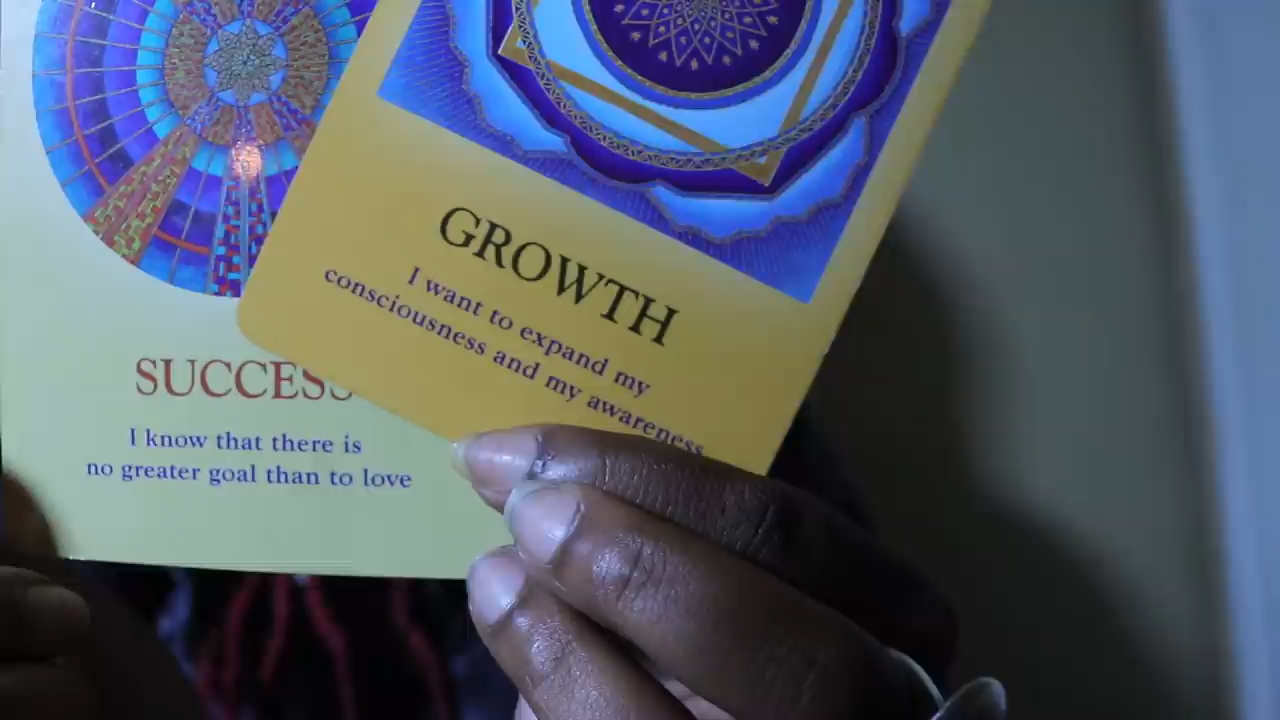 SUCCESS
I know that there is
no greater goal than to love
GROWTH
I want to expand my
consciousness and my awareness